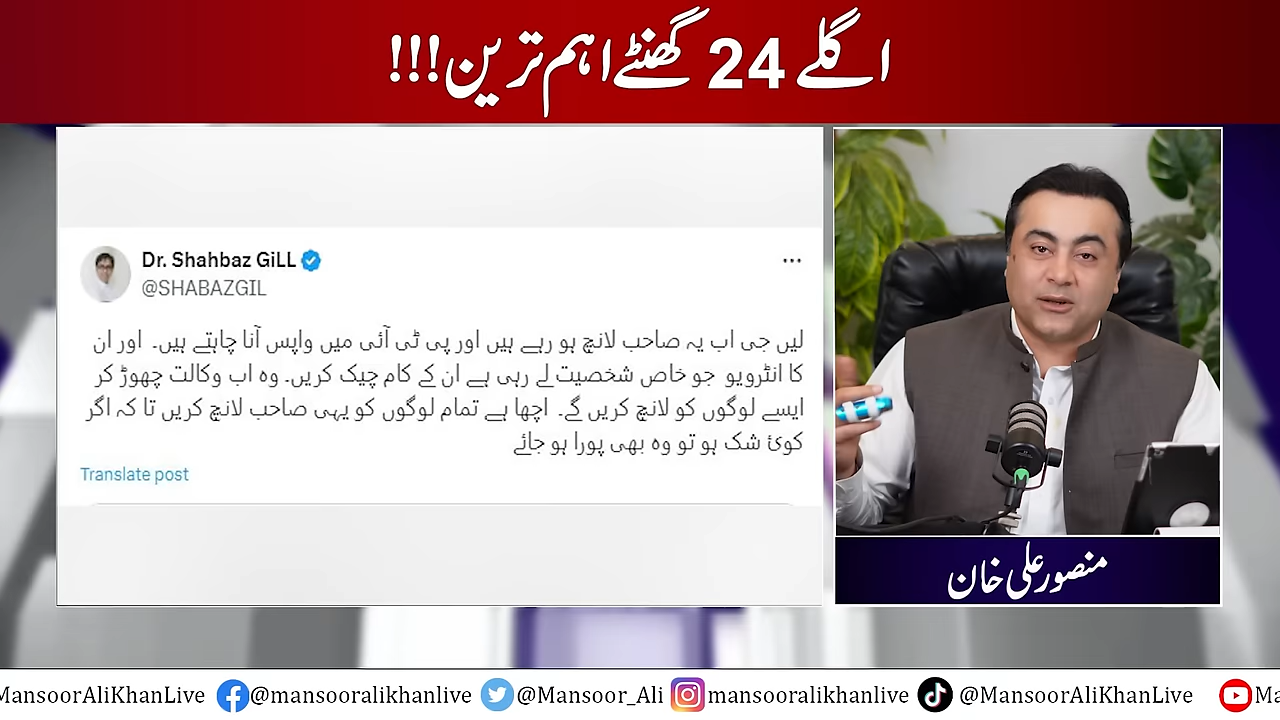 اگلے 24 گھنٹے اہم ترین!!!
Dr. Shahbaz GiLL
@SHABAZGIL
...
لیں جی اب یہ صاحب لانچ ہو رہے ہیں اور پی ٹی آئی میں واپس آنا چاہتے ہیں۔ اور ان
کا انٹرویو جو خاص شخصیت لے رہی ہے ان کے کام چیک کریں۔ وہ اب وکالت چھوڑ کر
ایسے لوگوں کو لانچ کریں گے۔ اچھا ہے تمام لوگوں کو یہی صاحب لانچ کریں تا کہ اگر
کوئ شک ہو تو وہ بھی پورا ہو جائے
Translate post
منصور علی خان
MansoorAliKhanLive @mansooralikhanlive @Mansoor_Ali mansooralikhanlive @MansoorAliKhanLive Ma